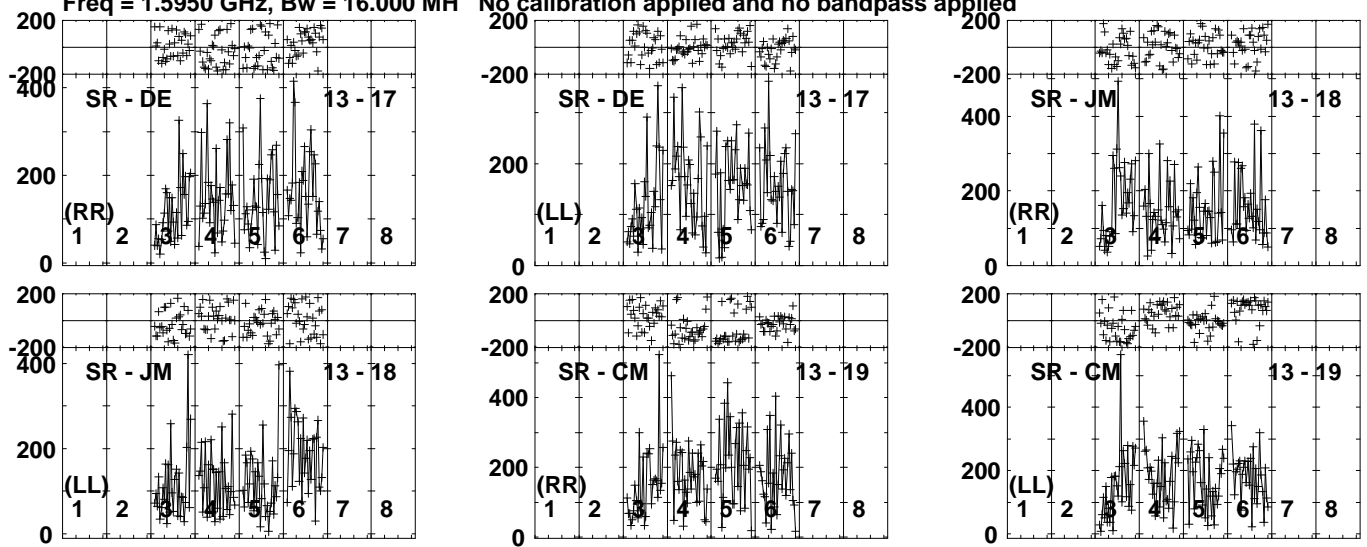 Freq = 1.5950 GHz, Bw = 16.000 MH No calibration applied and no bandpass applied
200
-200
400
SR - DE 13 - 17
200
(RR)
1 2 3 4 5 6 7 8
0
-200
SR - DE 13 - 17
200
(LL)
1 2 3 4 5 6 7 8
0
200
-200
SR - JM 13 - 18
400
200
(RR)
1 2 3 4 5 6 7 8
0
200
-200
400
SR - JM 13 - 18
200
(LL)
1 2 3 4 5 6 7 8
0
200
-200
SR - CM 13 - 19
400
200
(RR)
1 2 3 4 5 6 7 8
0
200
-200
SR - CM 13 - 19
400
200
(LL)
1 2 3 4 5 6 7 8
0